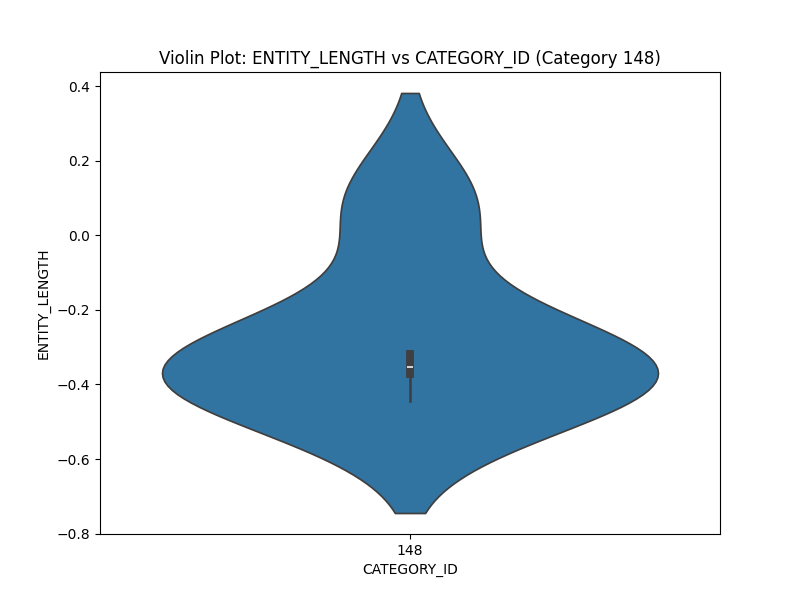 Violin Plot: ENTITY_LENGTH vs CATEGORY_ID (Category 148)
0.4
0.2
0.0
−0.2
−0.4
−0.6
−0.8
ENTITY_LENGTH
148
CATEGORY_ID